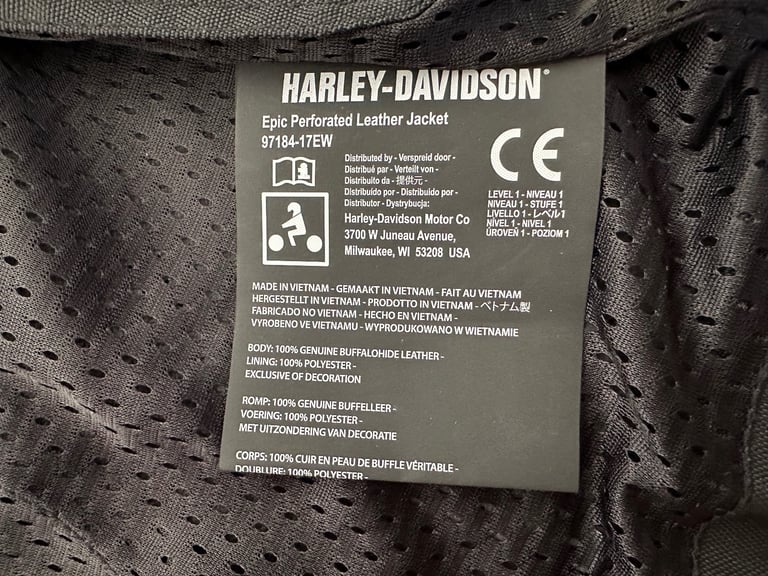 HARLEY-DAVIDSON®
Epic Perforated Leather Jacket
97184-17EW
Distributed by - Verspreid door -
Distribué par - Verteilt von -
Distribuito da - 提供元 -
Distribuído por - Distribuido por -
Distributor - Dystrybucja:
Harley-Davidson Motor Co
3700 W Juneau Avenue,
Milwaukee, WI 53208 USA
CE
LEVEL 1 - NIVEAU 1
NIVEAU 1 - STUFE 1
LIVELLO 1 - レベル1
NÍVEL 1 - NIVEL 1
ÚROVEŇ 1 - POZIOM 1
MADE IN VIETNAM - GEMAAKT IN VIETNAM - FAIT AU VIETNAM
HERGESTELLT IN VIETNAM - PRODOTTO IN VIETNAM - ベトナム製
FABRICADO NO VIETNAM - HECHO EN VIETNAM -
VYROBENO VE VIETNAMU - WYPRODUKOWANO W WIETNAMIE
BODY: 100% GENUINE BUFFALOHIDE LEATHER -
LINING: 100% POLYESTER -
EXCLUSIVE OF DECORATION
ROMP: 100% GENUINE BUFFELLEER -
VOERING: 100% POLYESTER -
MET UITZONDERING VAN DECORATIE
CORPS: 100% CUIR EN PEAU DE BUFFLE VÉRITABLE -
DOUBLURE: 100% POLYESTER -